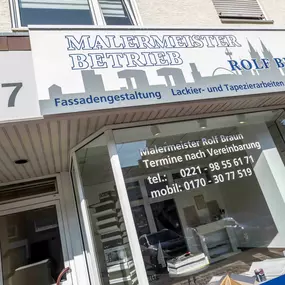 MALERMEISTER
BETRIEB
ROLF B
Fassadengestaltung Lackier- und Tapezierarbeiten
7
Malermeister Rolf Braun
Termine nach Vereinbarung
tel.: 0221 - 98 55 61 71
mobil: 0170 - 30 77 519